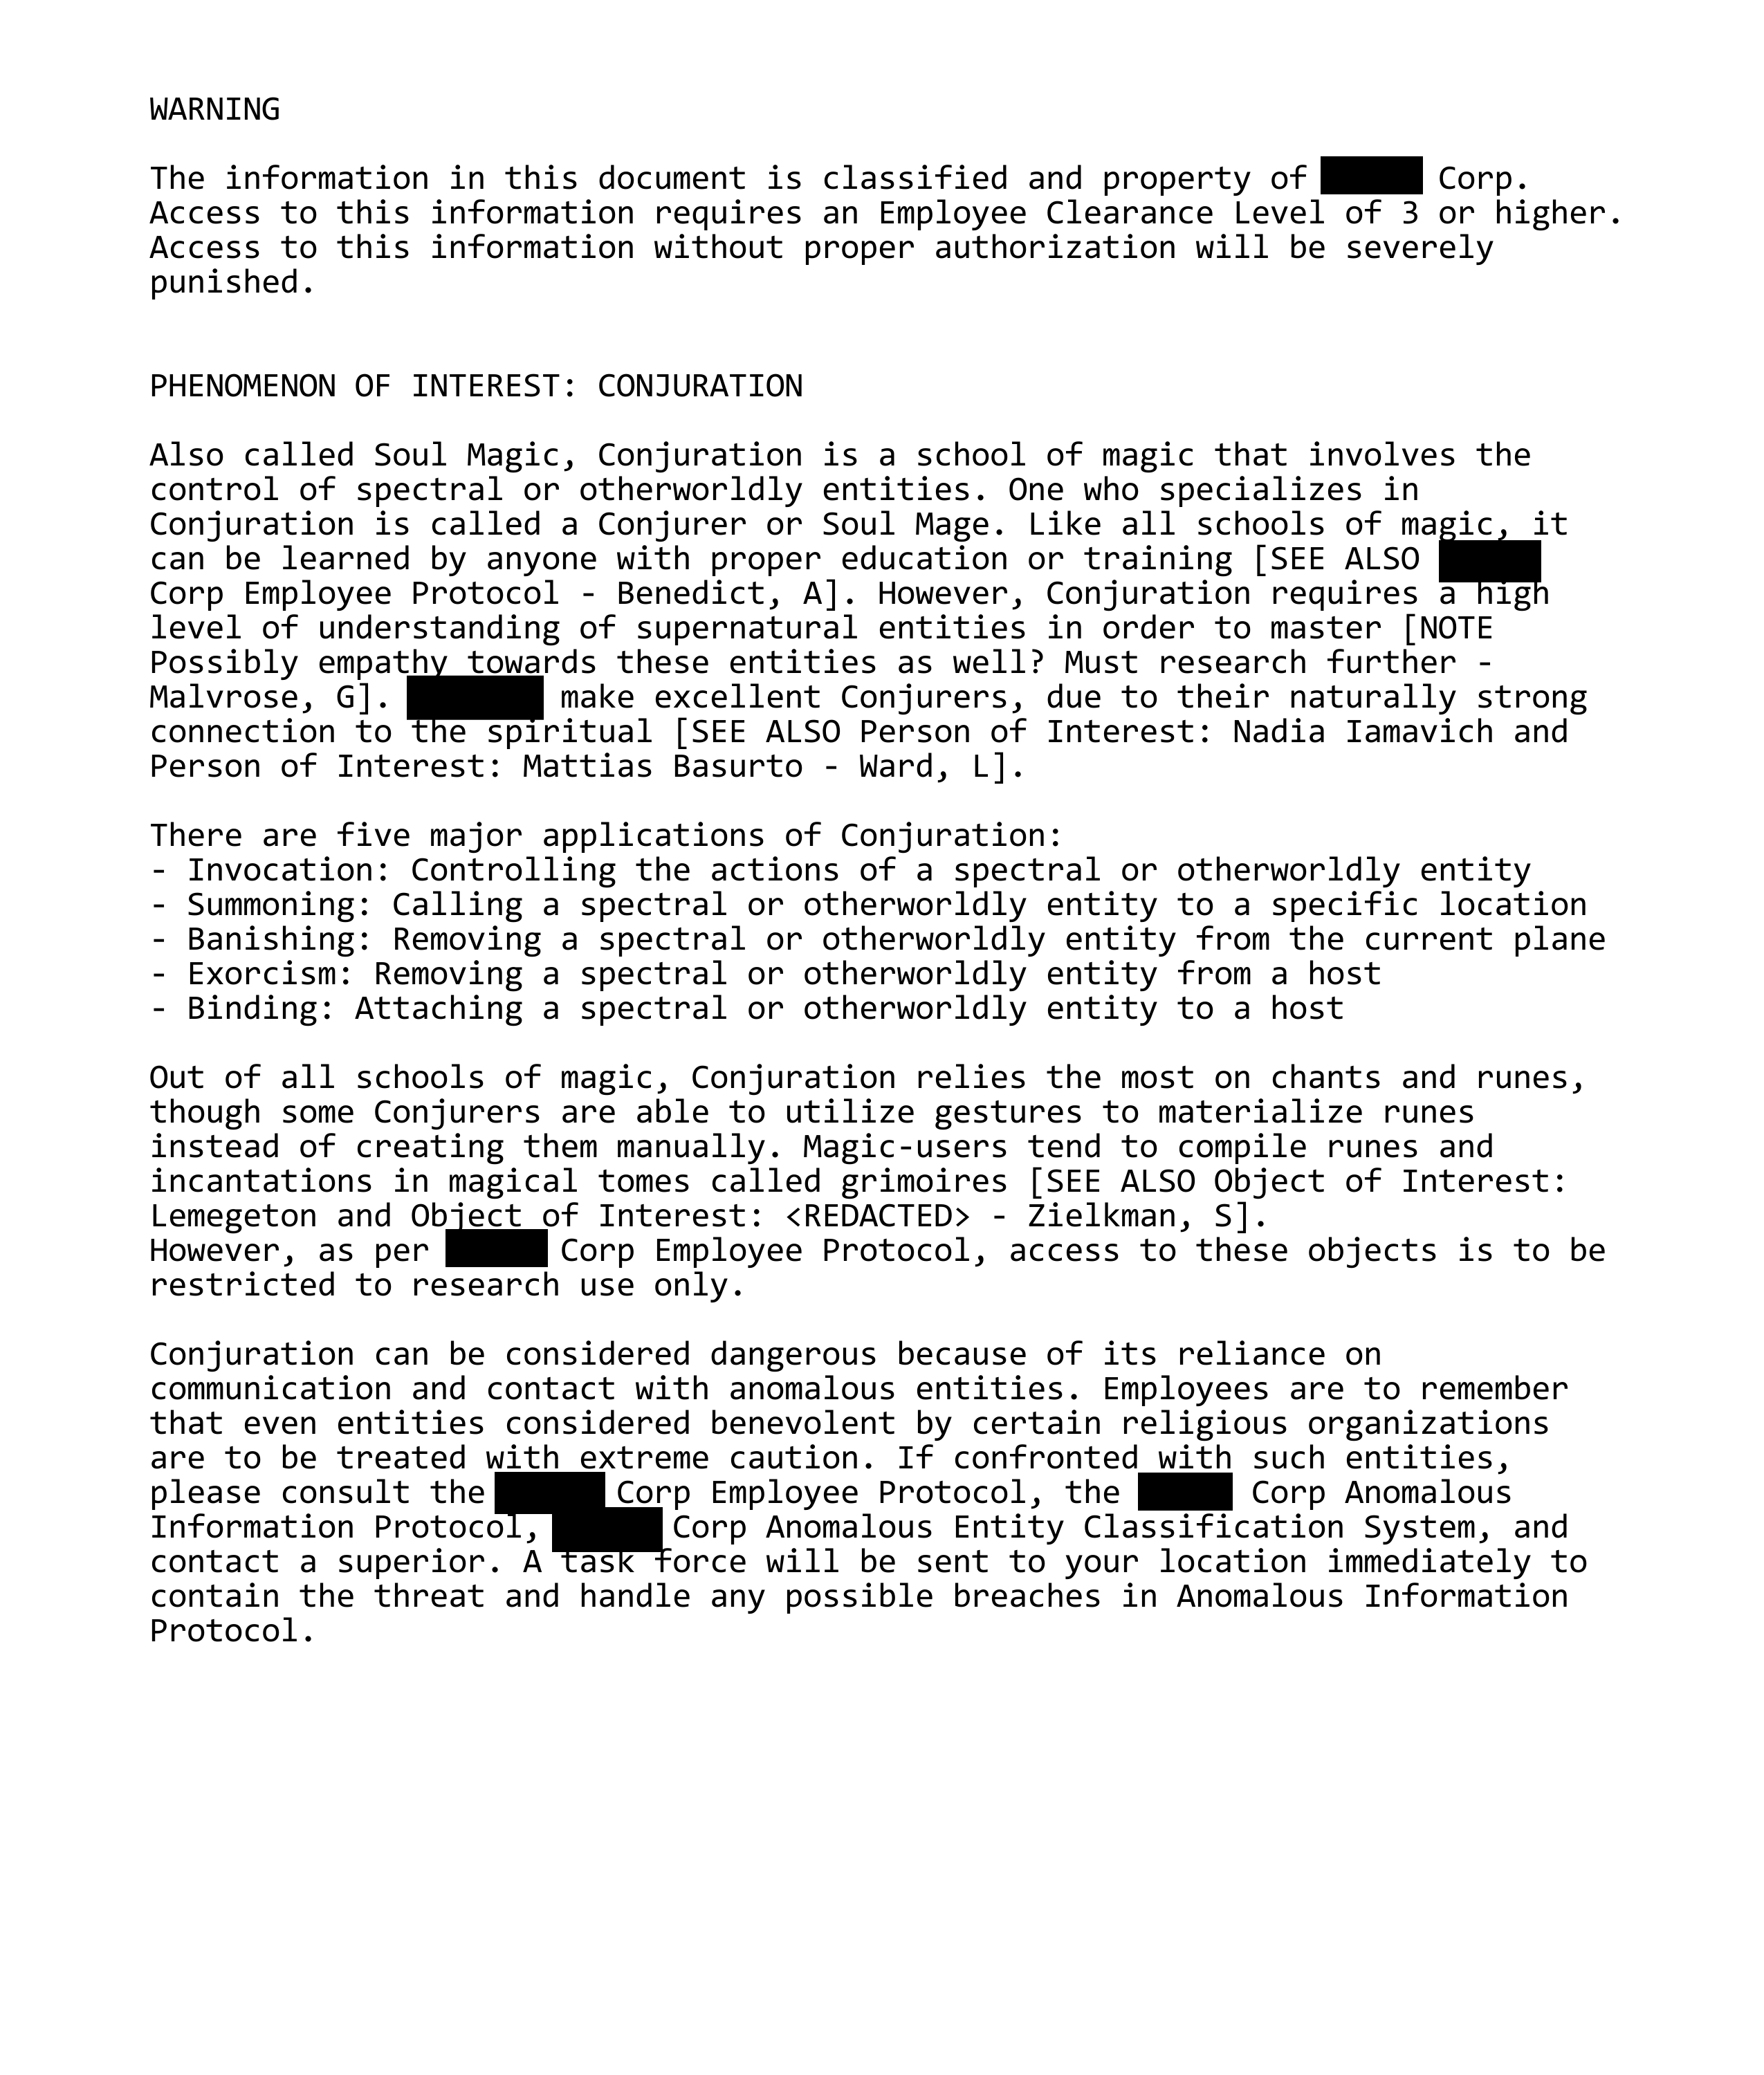 WARNING
The information in this document is classified and property of Corp.
Access to this information requires an Employee Clearance Level of 3 or higher.
Access to this information without proper authorization will be severely
punished.
PHENOMENON OF INTEREST: CONJURATION
Also called Soul Magic, Conjuration is a school of magic that involves the
control of spectral or otherworldly entities. One who specializes in
Conjuration is called a Conjurer or Soul Mage. Like all schools of magic, it
can be learned by anyone with proper education or training [SEE ALSO
Corp Employee Protocol - Benedict, A]. However, Conjuration requires a high
level of understanding of supernatural entities in order to master [NOTE
Possibly empathy towards these entities as well? Must research further -
Malvrose, G]. make excellent Conjurers, due to their naturally strong
connection to the spiritual [SEE ALSO Person of Interest: Nadia Iamavich and
Person of Interest: Mattias Basurto - Ward, L].
There are five major applications of Conjuration:
- Invocation: Controlling the actions of a spectral or otherworldly entity
- Summoning: Calling a spectral or otherworldly entity to a specific location
- Banishing: Removing a spectral or otherworldly entity from the current plane
- Exorcism: Removing a spectral or otherworldly entity from a host
- Binding: Attaching a spectral or otherworldly entity to a host
Out of all schools of magic, Conjuration relies the most on chants and runes,
though some Conjurers are able to utilize gestures to materialize runes
instead of creating them manually. Magic-users tend to compile runes and
incantations in magical tomes called grimoires [SEE ALSO Object of Interest:
Lemegeton and Object of Interest: <REDACTED> - Zielkman, S].
However, as per Corp Employee Protocol, access to these objects is to be
restricted to research use only.
Conjuration can be considered dangerous because of its reliance on
communication and contact with anomalous entities. Employees are to remember
that even entities considered benevolent by certain religious organizations
are to be treated with extreme caution. If confronted with such entities,
please consult the Corp Employee Protocol, the Corp Anomalous
Information Protocol, Corp Anomalous Entity Classification System, and
contact a superior. A task force will be sent to your location immediately to
contain the threat and handle any possible breaches in Anomalous Information
Protocol.